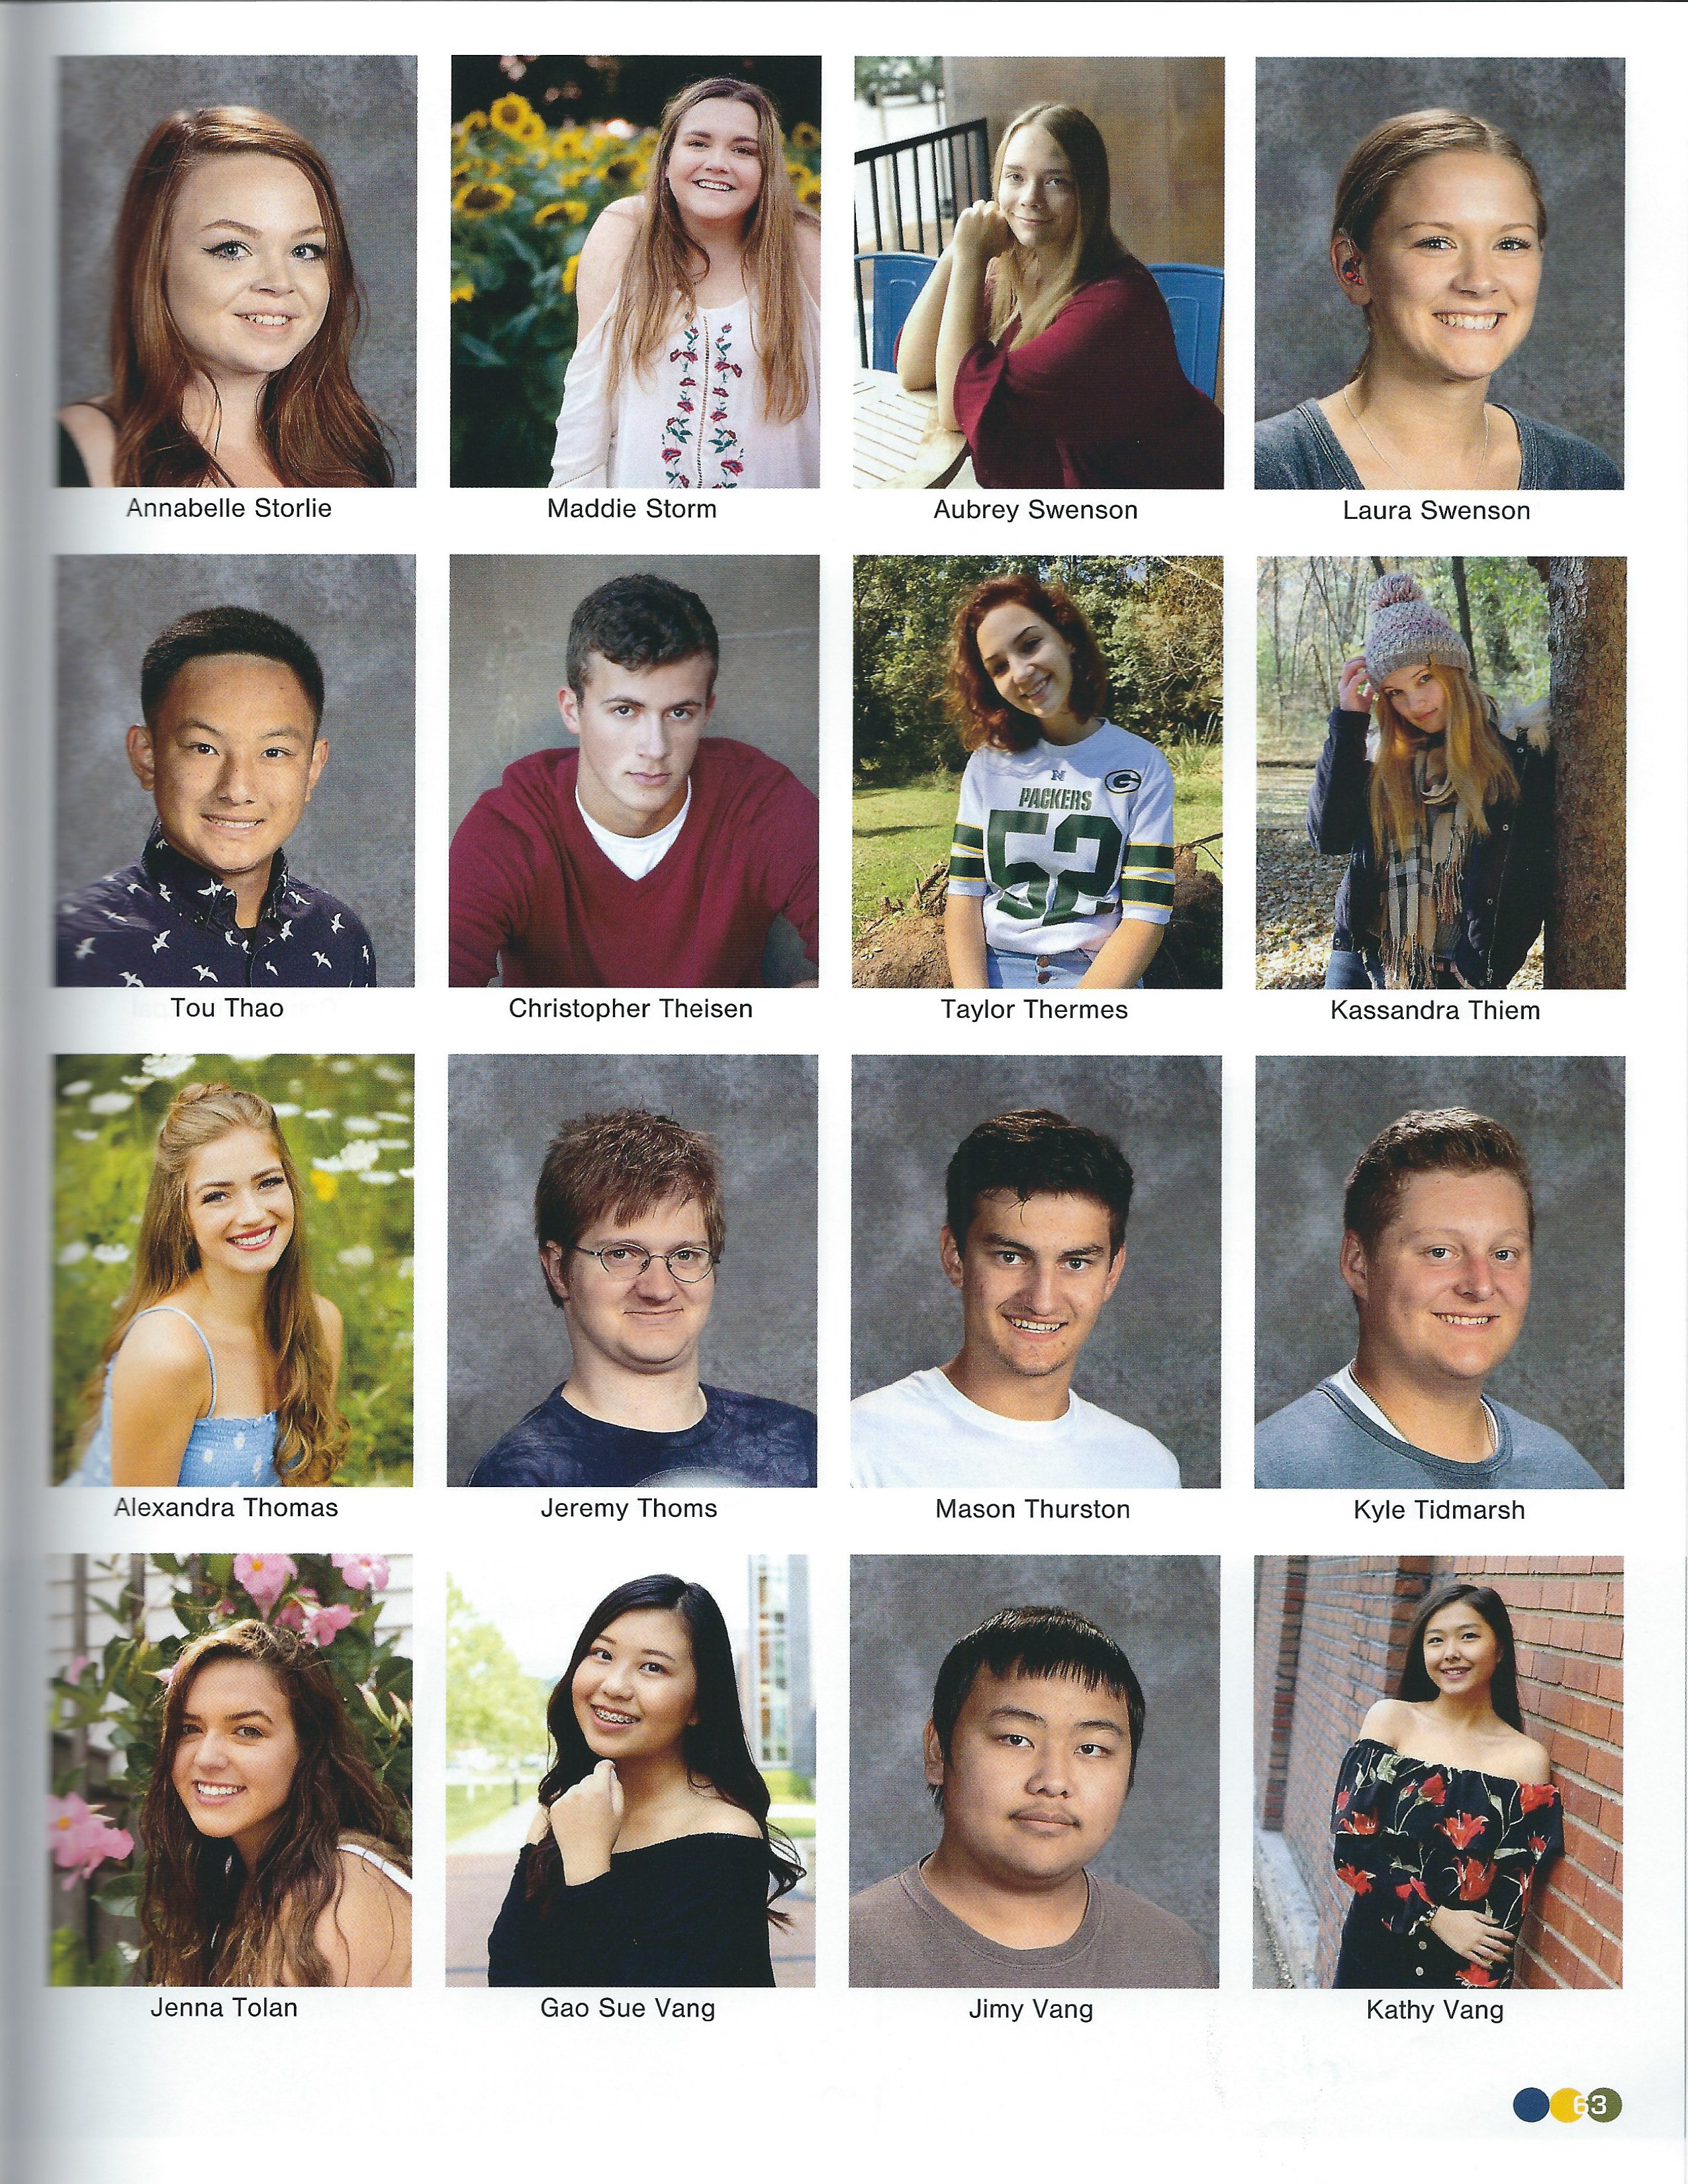 Annabelle Storlie
Maddie Storm
Aubrey Swenson
Laura Swenson
N
G
PACKERS
52
Tou Thao
Christopher Theisen
Taylor Thermes
Kassandra Thiem
Alexandra Thomas
Jeremy Thoms
Mason Thurston
Kyle Tidmarsh
Jenna Tolan
Gao Sue Vang
Jimy Vang
Kathy Vang
63